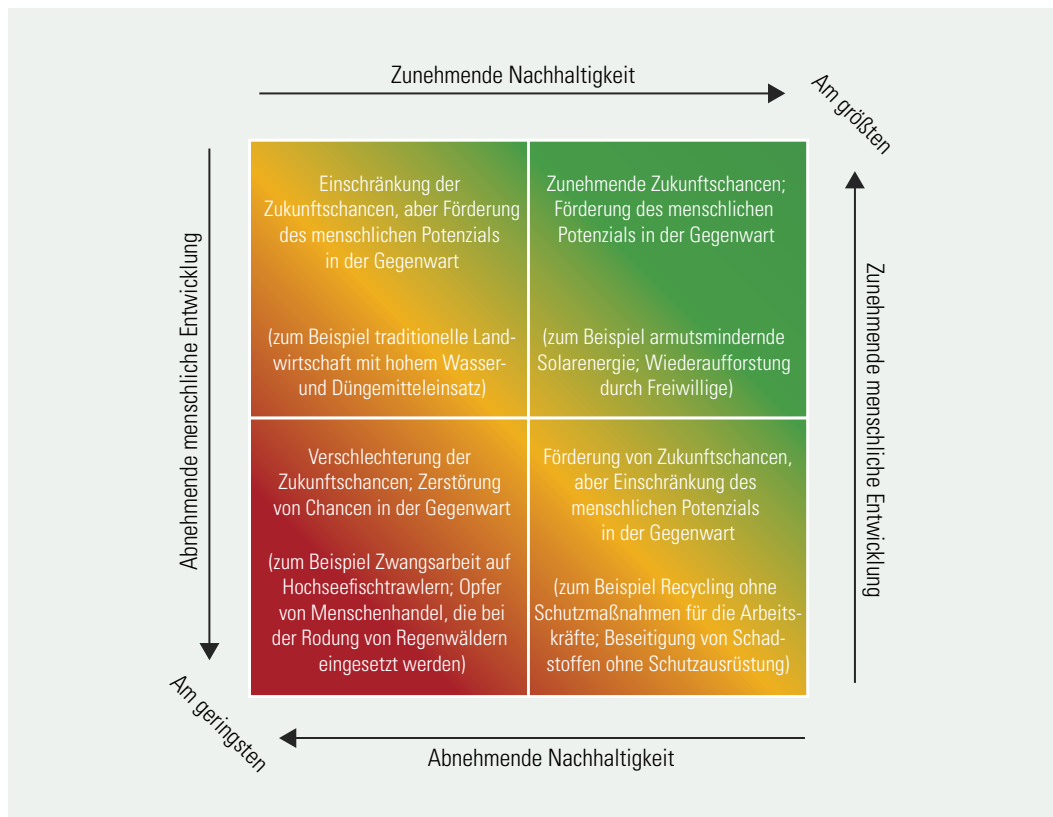 Zunehmende Nachhaltigkeit
Am größten
Abnehmende menschliche Entwicklung
Einschränkung der
Zukunftschancen, aber Förderung
des menschlichen Potenzials
in der Gegenwart
(zum Beispiel traditionelle Land-
wirtschaft mit hohem Wasser-
und Düngemitteleinsatz)
Zunehmende Zukunftschancen;
Förderung des menschlichen
Potenzials in der Gegenwart
(zum Beispiel armutsmindernde
Solarenergie; Wiederaufforstung
durch Freiwillige)
Zunehmende menschliche Entwicklung
Verschlechterung der
Zukunftschancen; Zerstörung
von Chancen in der Gegenwart
(zum Beispiel Zwangsarbeit auf
Hochseefischtrawlern; Opfer
von Menschenhandel, die bei
der Rodung von Regenwäldern
eingesetzt werden)
Förderung von Zukunftschancen,
aber Einschränkung des
menschlichen Potenzials
in der Gegenwart
(zum Beispiel Recycling ohne
Schutzmaßnahmen für die Arbeits-
kräfte; Beseitigung von Schad-
stoffen ohne Schutzausrüstung)
Am geringsten
Abnehmende Nachhaltigkeit